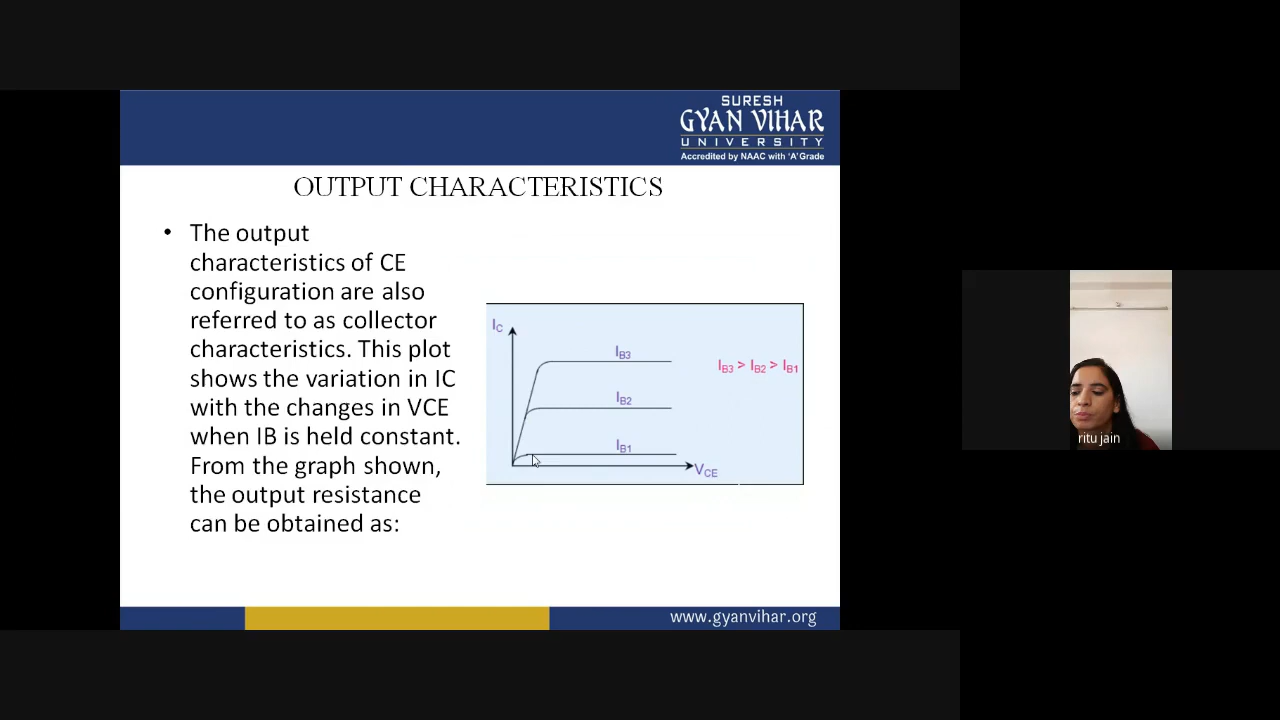 SURESH
GYAN VIHAR
UNIVERSITY
Accredited by NAAC with 'A' Grade
OUTPUT CHARACTERISTICS
• The output
characteristics of CE
configuration are also
referred to as collector
characteristics. This plot
shows the variation in IC
with the changes in VCE
when IB is held constant.
From the graph shown,
the output resistance
can be obtained as:
IC
IB3
IB3 > IB2 > IB1
IB2
IB1
VCE
www.gyanvihar.org
ritu jain